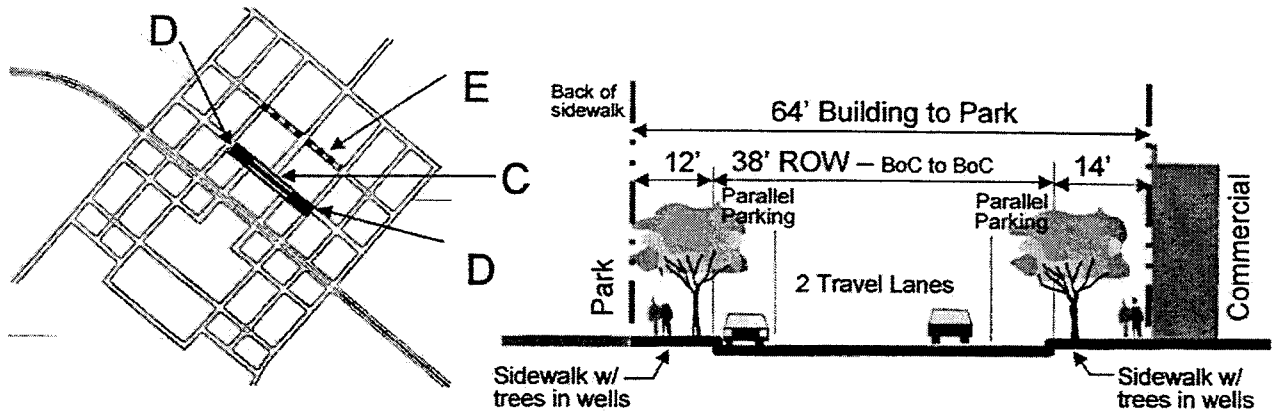 D
E
C
D
Back of
sidewalk
64' Building to Park
12'
38' ROW – BoC to BoC
14'
Parallel
Parking
Parallel
Parking
2 Travel Lanes
Park
Commercial
Sidewalk w/
trees in wells
Sidewalk w/
trees in wells